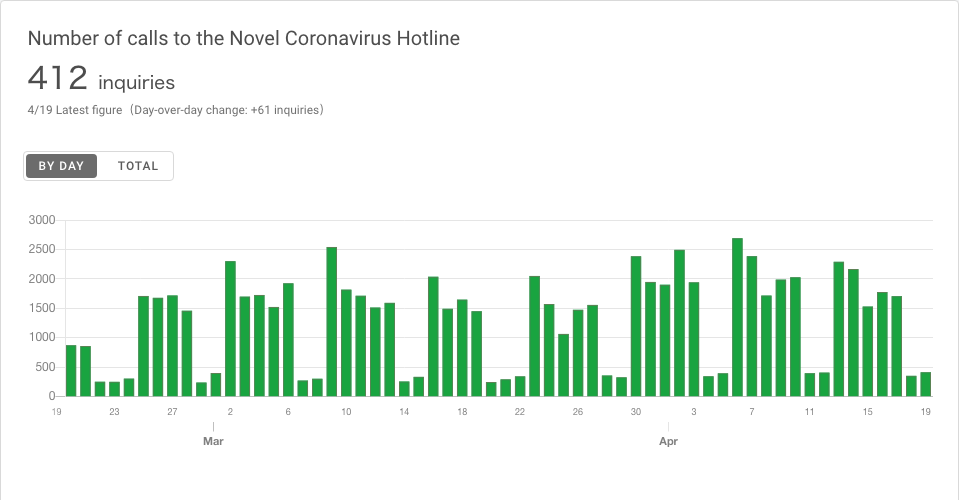 Number of calls to the Novel Coronavirus Hotline
412 inquiries
4/19 Latest figure（Day-over-day change: +61 inquiries）
BY DAY TOTAL
3000
2500
2000
1500
1000
500
0
19 23 27 2 6 10 14 18 22 26 30 3 7 11 15 19
Mar Apr